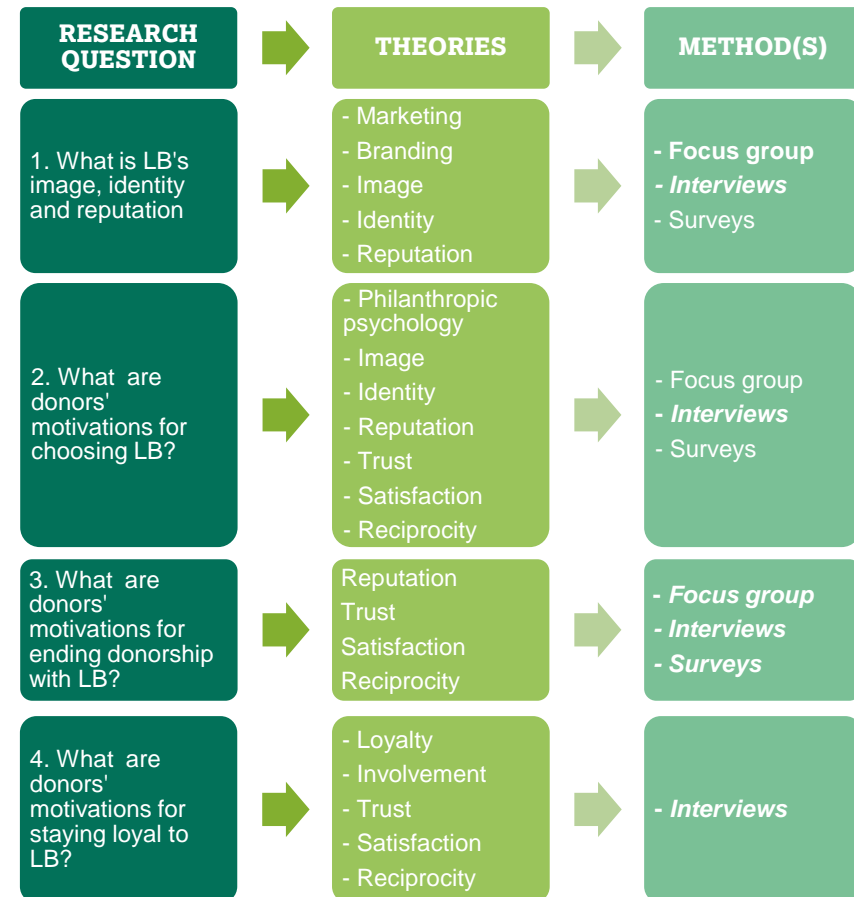 RESEARCH
QUESTION
THEORIES
METHOD(S)
1. What is LB's
image, identity
and reputation
- Marketing
- Branding
- Image
- Identity
- Reputation
- Focus group
- Interviews
- Surveys
2. What are
donors'
motivations for
choosing LB?
- Philanthropic
psychology
- Image
- Identity
- Reputation
- Trust
- Satisfaction
- Reciprocity
- Focus group
- Interviews
- Surveys
3. What are
donors'
motivations for
ending donorship
with LB?
Reputation
Trust
Satisfaction
Reciprocity
- Focus group
- Interviews
- Surveys
4. What are
donors'
motivations for
staying loyal to
LB?
- Loyalty
- Involvement
- Trust
- Satisfaction
- Reciprocity
- Interviews